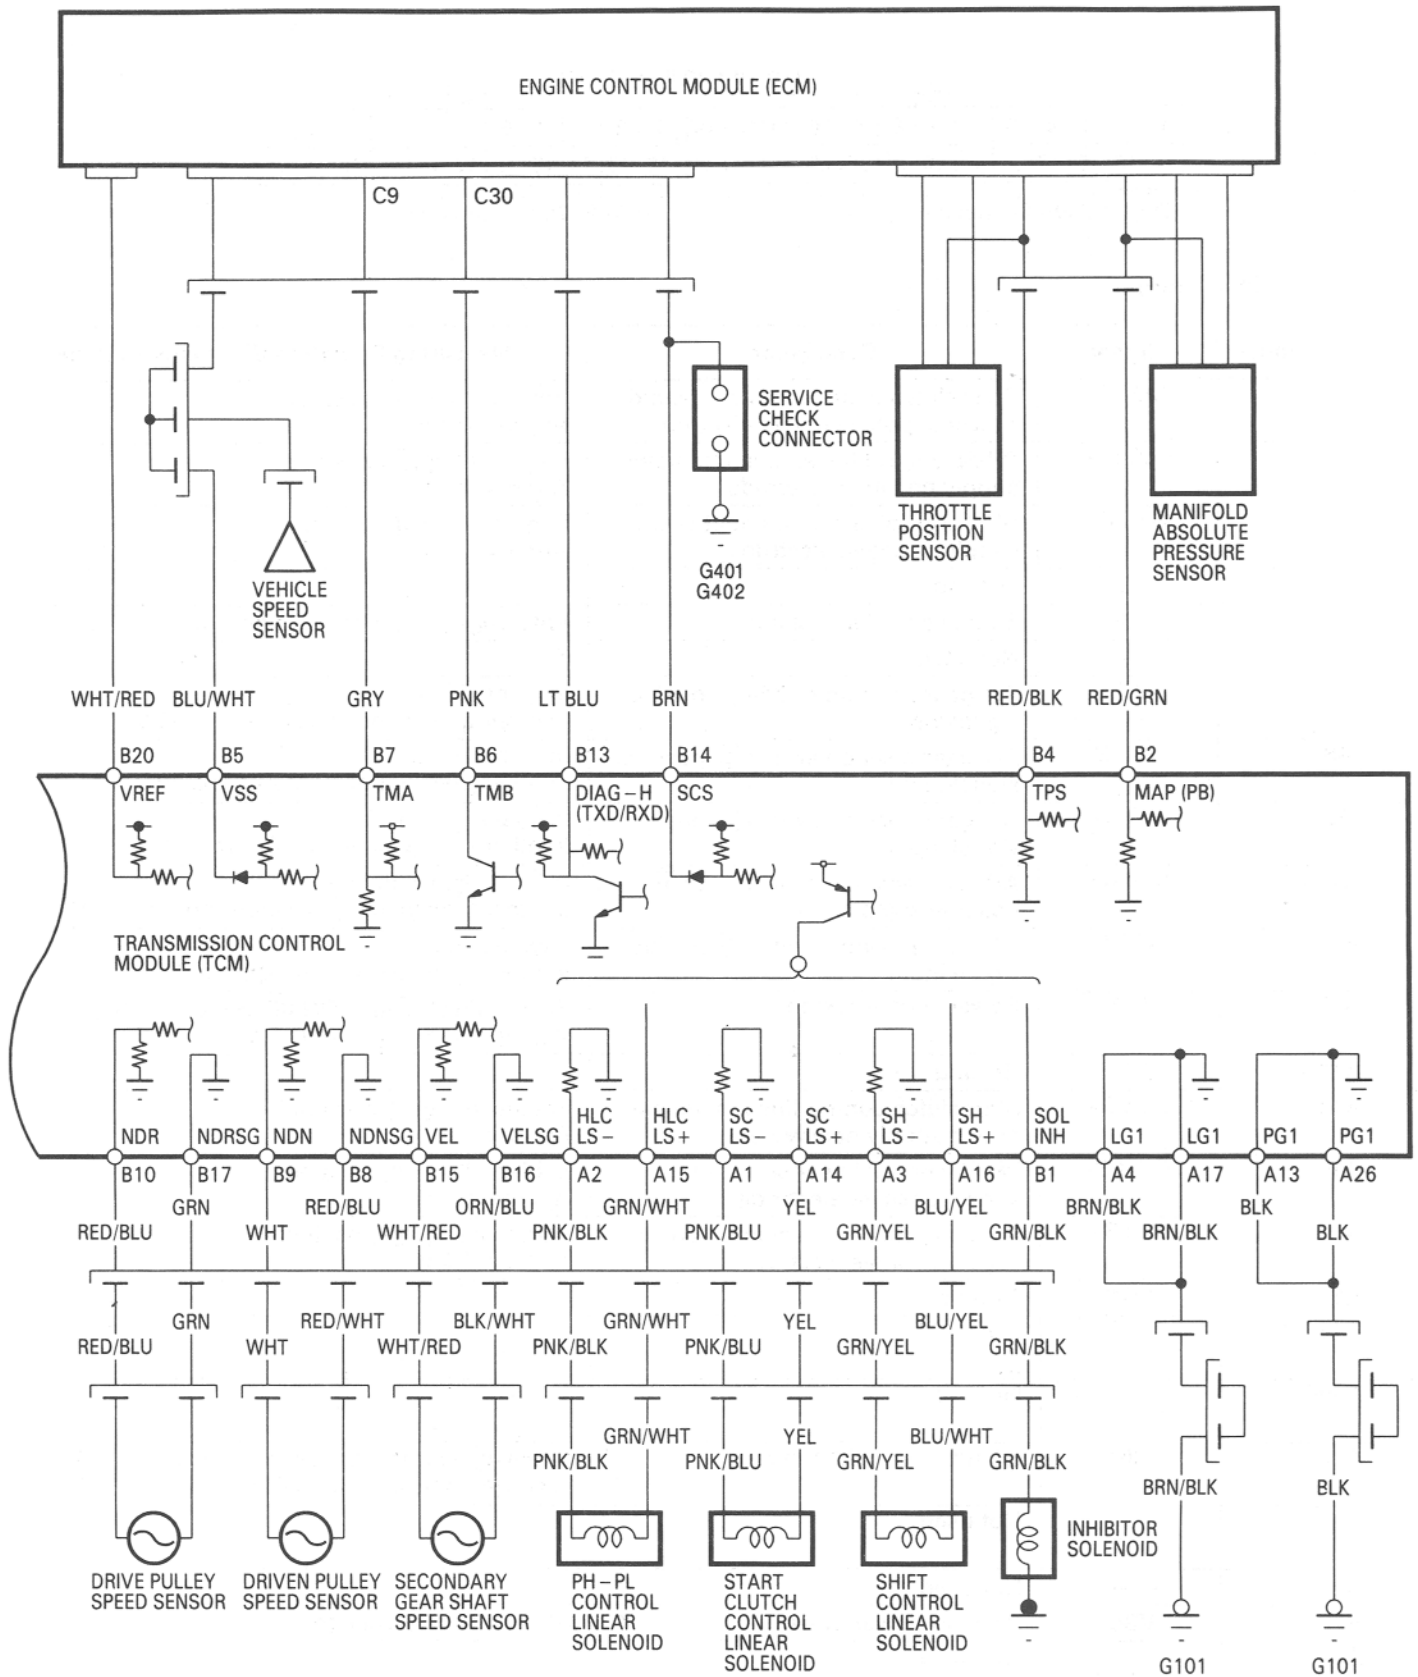 ENGINE CONTROL MODULE (ECM)
C9
C30
SERVICE
CHECK
CONNECTOR
G401
G402
THROTTLE
POSITION
SENSOR
MANIFOLD
ABSOLUTE
PRESSURE
SENSOR
VEHICLE
SPEED
SENSOR
WHT/RED BLU/WHT GRY PNK LT BLU BRN RED/BLK RED/GRN
B20 B5 B7 B6 B13 B14 B4 B2
VREF VSS TMA TMB DIAG-H SCS TPS MAP (PB)
(TXD/RXD)
TRANSMISSION CONTROL
MODULE (TCM)
HLC HLC SC SC SH SH SOL
NDR NDRSG NDN NDNSG VEL VELSG LS- LS+ LS- LS+ LS- LS+ INH LG1 LG1 PG1 PG1
B10 B17 B9 B8 B15 B16 A2 A15 A1 A14 A3 A16 B1 A4 A17 A13 A26
GRN RED/BLU ORN/BLU GRN/WHT YEL BLU/YEL BRN/BLK BLK
RED/BLU WHT WHT/RED PNK/BLK PNK/BLU GRN/YEL GRN/BLK BRN/BLK BLK
GRN RED/WHT BLK/WHT GRN/WHT YEL BLU/YEL
RED/BLU WHT WHT/RED PNK/BLK PNK/BLU GRN/YEL GRN/BLK
GRN/WHT YEL BLU/WHT
PNK/BLK PNK/BLU GRN/YEL GRN/BLK
BRN/BLK BLK
DRIVE PULLEY
SPEED SENSOR
DRIVEN PULLEY
SPEED SENSOR
SECONDARY
GEAR SHAFT
SPEED SENSOR
PH-PL
CONTROL
LINEAR
SOLENOID
START
CLUTCH
CONTROL
LINEAR
SOLENOID
SHIFT
CONTROL
LINEAR
SOLENOID
INHIBITOR
SOLENOID
G101 G101